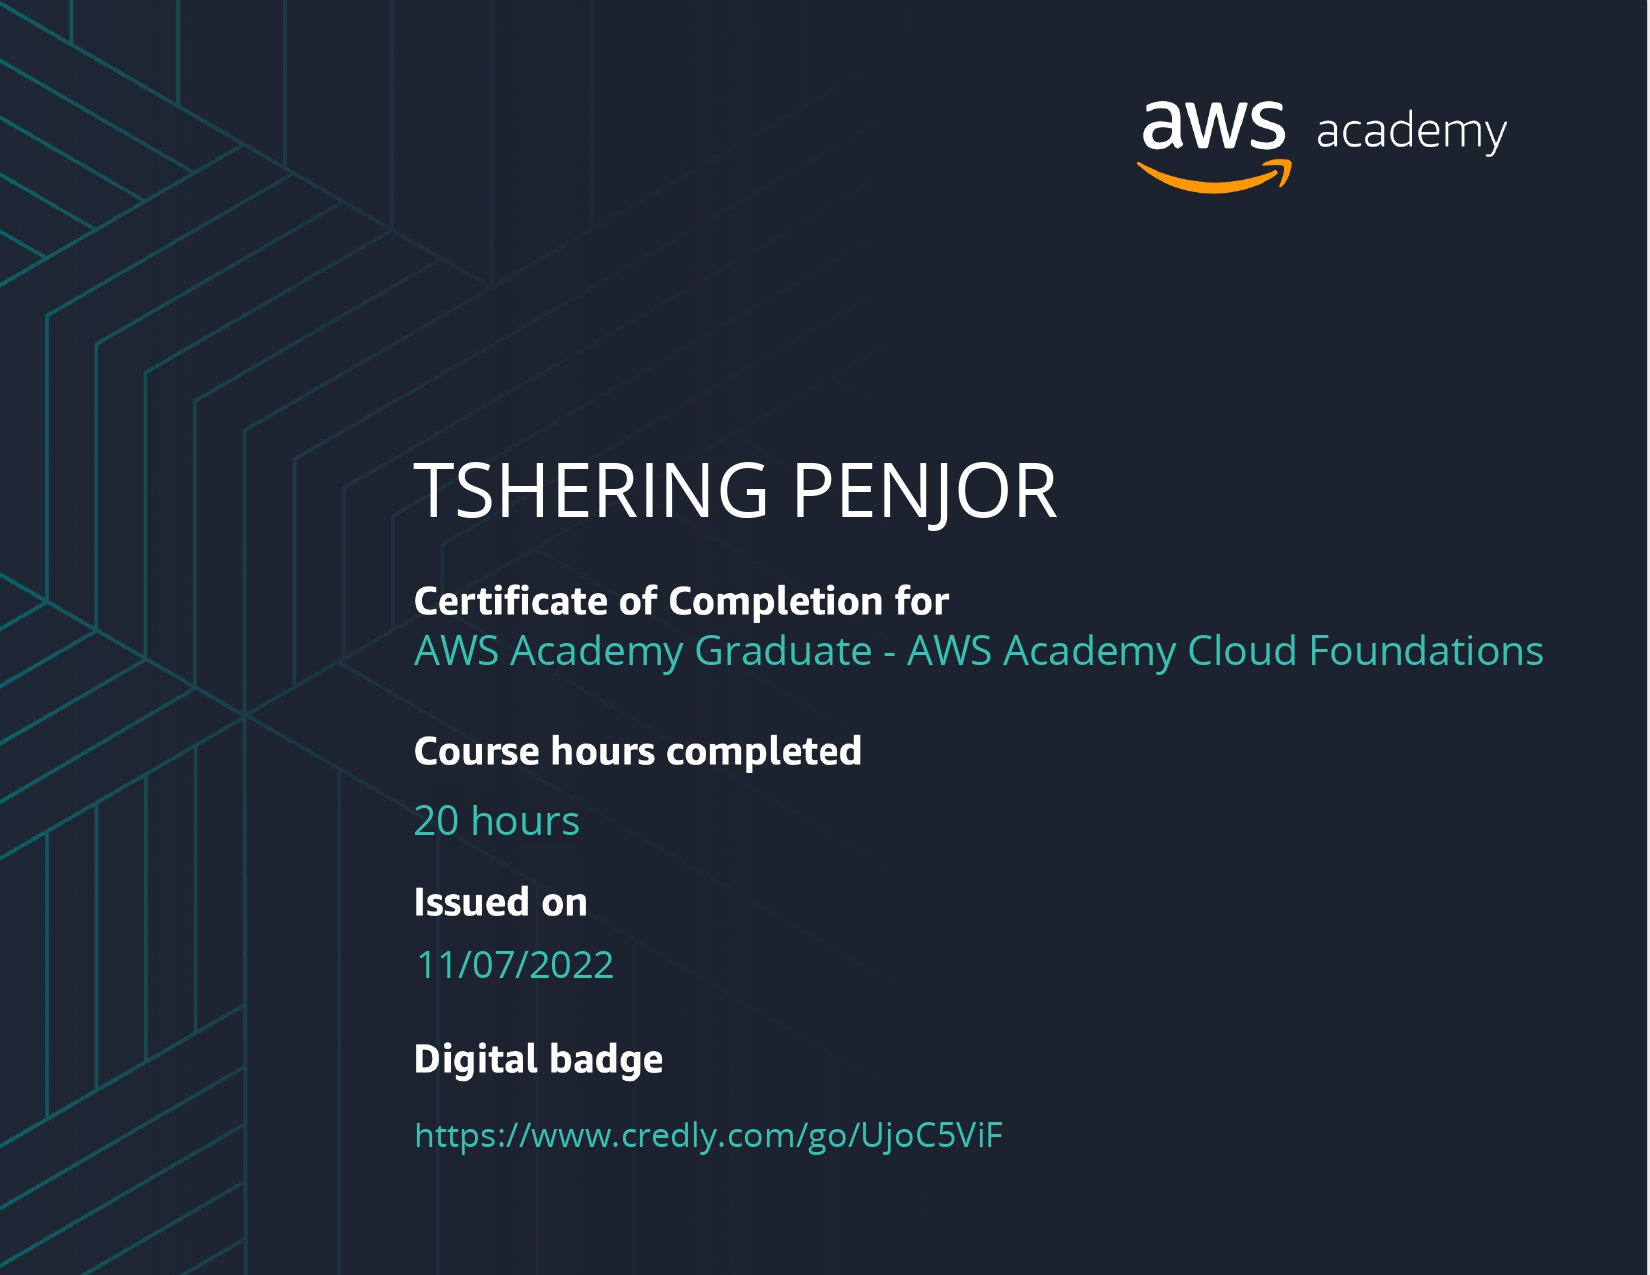 aws academy
TSHERING PENJOR
Certificate of Completion for
AWS Academy Graduate - AWS Academy Cloud Foundations
Course hours completed
20 hours
Issued on
11/07/2022
Digital badge
https://www.credly.com/go/UjoC5ViF